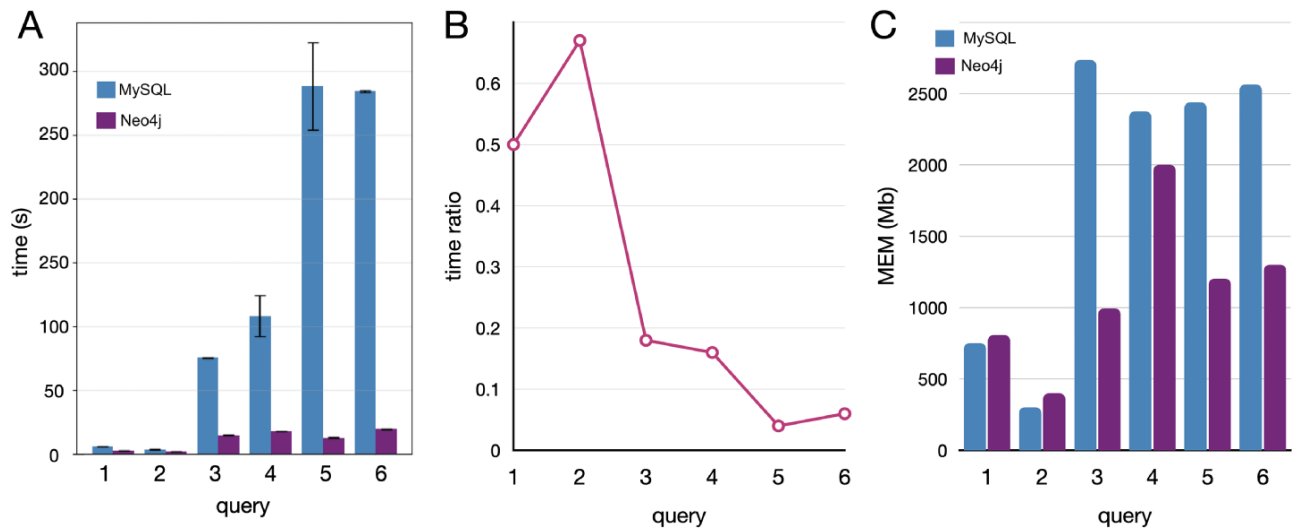 A
300
250
200
250
100
50
0
time (s)
MySQL
Neo4j
1 2 3 4 5 6
query
B
0.6
0.5
0.4
0.3
0.2
0.1
0
time ratio
1 2 3 4 5 6
query
C
MySQL
Neo4j
2500
2000
1500
1000
500
0
MEM (Mb)
1 2 3 4 5 6
query